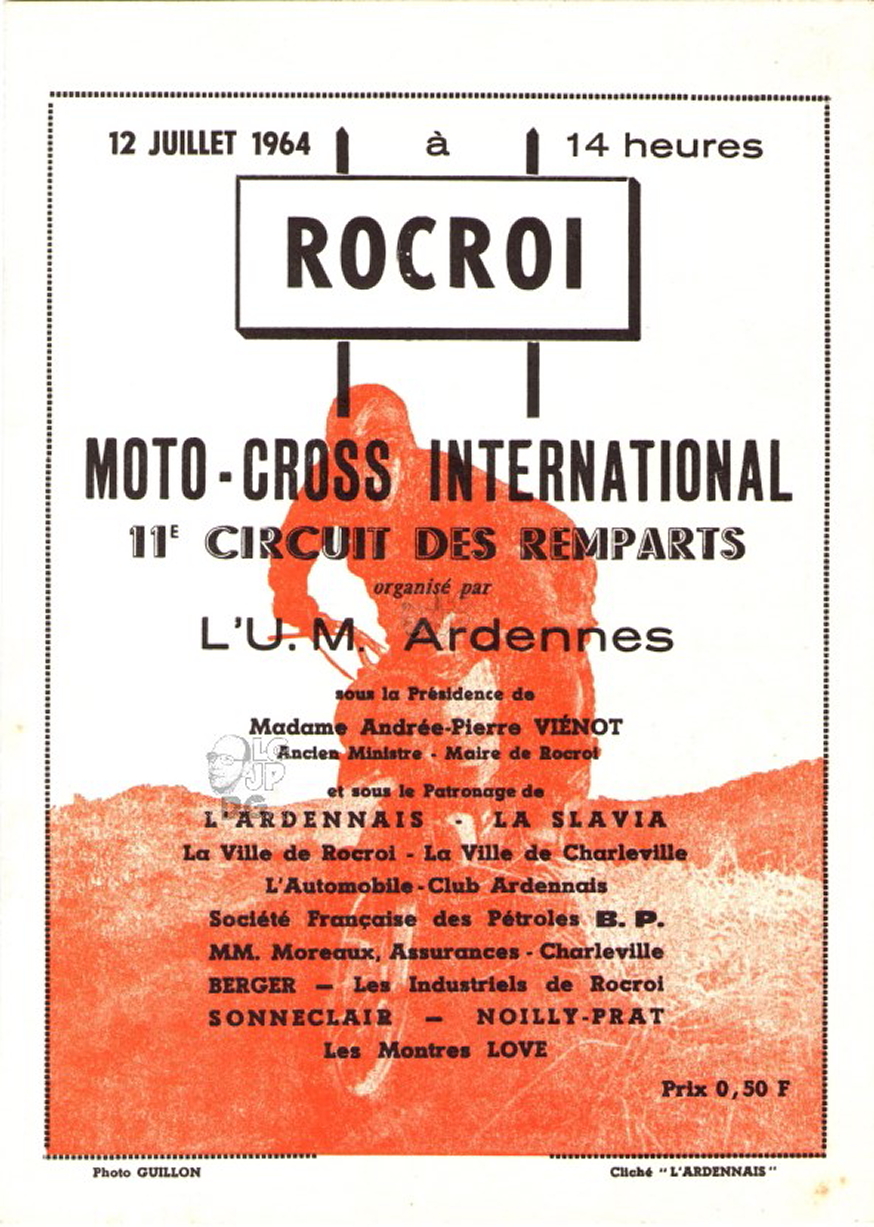 12 JUILLET 1964 à 14 heures
ROCROI
MOTO-CROSS INTERNATIONAL
11E CIRCUIT DES REMPARTS
organisé par
L'U.M. Ardennes
sous la Présidence de
Madame Andrée-Pierre VIÉNOT
Ancien Ministre - Maire de Rocroi
et sous le Patronage de
L'ARDENNAIS - LA SLAVIA
La Ville de Rocroi - La Ville de Charleville
L'Automobile-Club Ardennais
Société Française des Pétroles B. P.
MM. Moreaux, Assurances - Charleville
BERGER — Les Industriels de Rocroi
SONNECLAIR — NOILLY-PRAT
Les Montres LOVE
Prix 0,50 F
Photo GUILLON
Cliché "L'ARDENNAIS"
LG
JP
DG